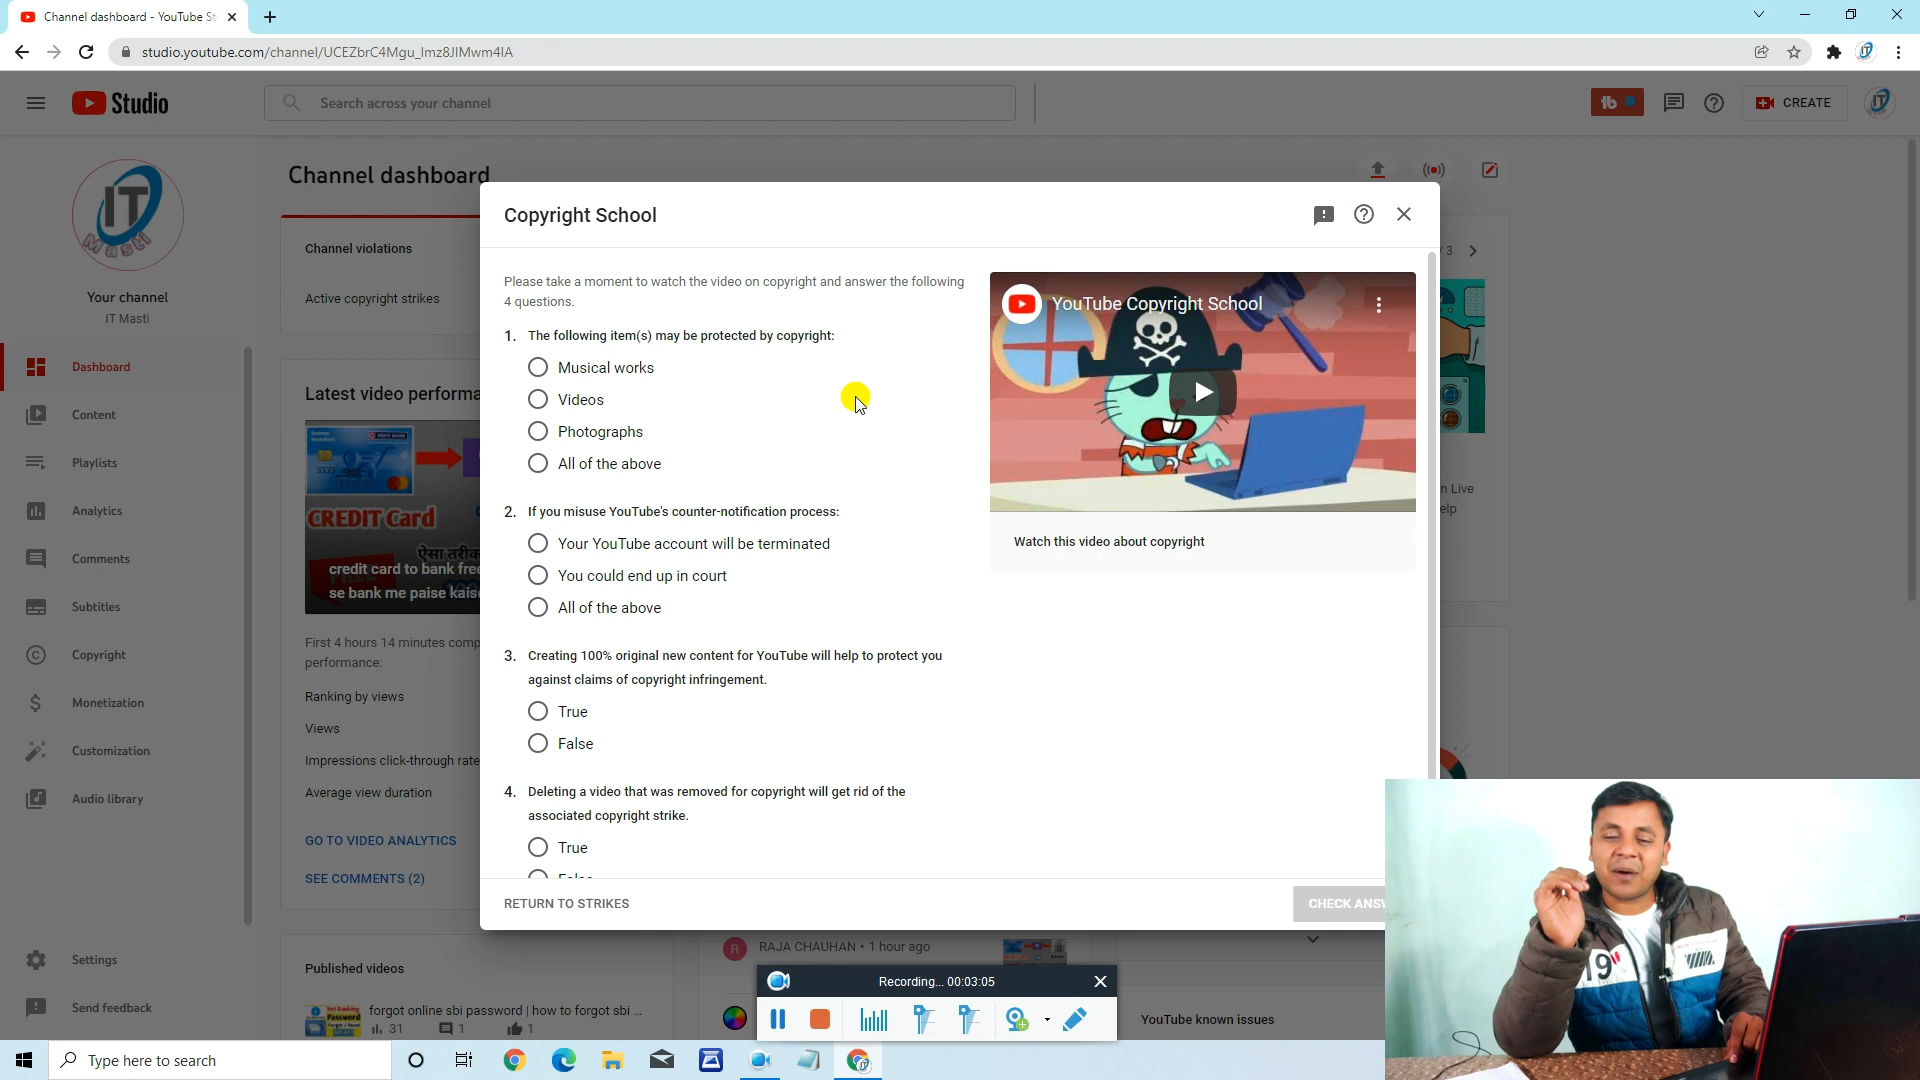 Channel dashboard - YouTube St
studio.youtube.com/channel/UCEZbrC4Mgu_lmz8JIMwm4IA
Studio
Search across your channel
CREATE
IT
Masti
Your channel
IT Masti
Dashboard
Content
Playlists
Analytics
Comments
Subtitles
Copyright
Monetization
Customization
Audio library
Settings
Send feedback
Channel dashboard
Channel violations
Active copyright strikes
Latest video performa
CREDIT Card
credit card to bank free
se bank me paise kaise
First 4 hours 14 minutes comp
performance:
Ranking by views
Views
Impressions click-through rate
Average view duration
GO TO VIDEO ANALYTICS
SEE COMMENTS (2)
Published videos
forgot online sbi password | how to forgot sbi ...
31 1 1
Copyright School
Please take a moment to watch the video on copyright and answer the following
4 questions.
1. The following item(s) may be protected by copyright:
Musical works
Videos
Photographs
All of the above
2. If you misuse YouTube's counter-notification process:
Your YouTube account will be terminated
You could end up in court
All of the above
3. Creating 100% original new content for YouTube will help to protect you
against claims of copyright infringement.
True
False
4. Deleting a video that was removed for copyright will get rid of the
associated copyright strike.
True
False
RETURN TO STRIKES
CHECK ANSW
YouTube Copyright School
Watch this video about copyright
/ 3
n Live
elp
R
RAJA CHAUHAN • 1 hour ago
Recording... 00:03:05
YouTube known issues
19
Type here to search